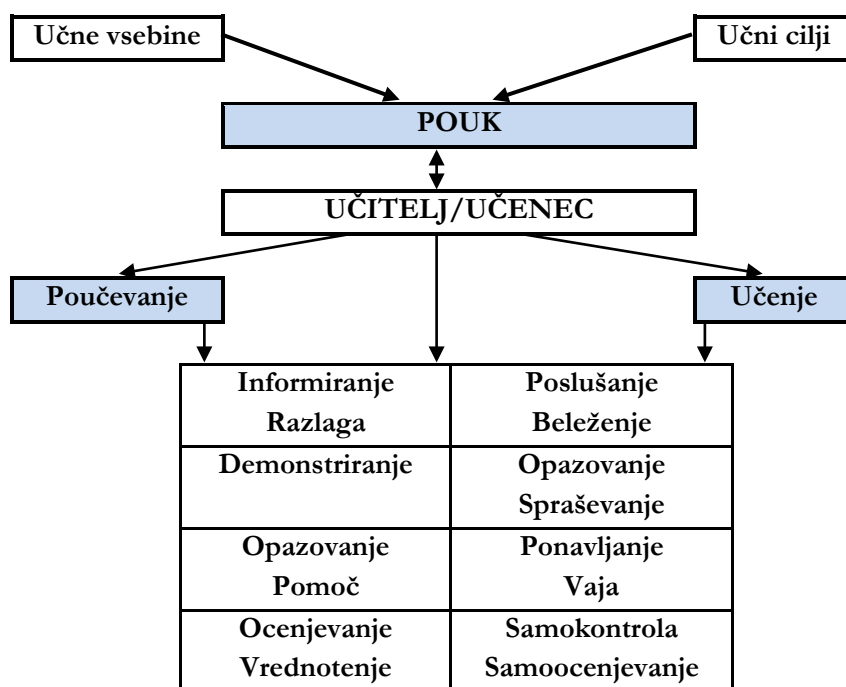 Učne vsebine
Učni cilji
POUK
UČITELJ/UČENEC
Poučevanje
Učenje
Informiranje
Razlaga
Poslušanje
Beleženje
Demonstriranje
Opazovanje
Spraševanje
Opazovanje
Pomoč
Ponavljanje
Vaja
Ocenjevanje
Vrednotenje
Samokontrola
Samoocenjevanje